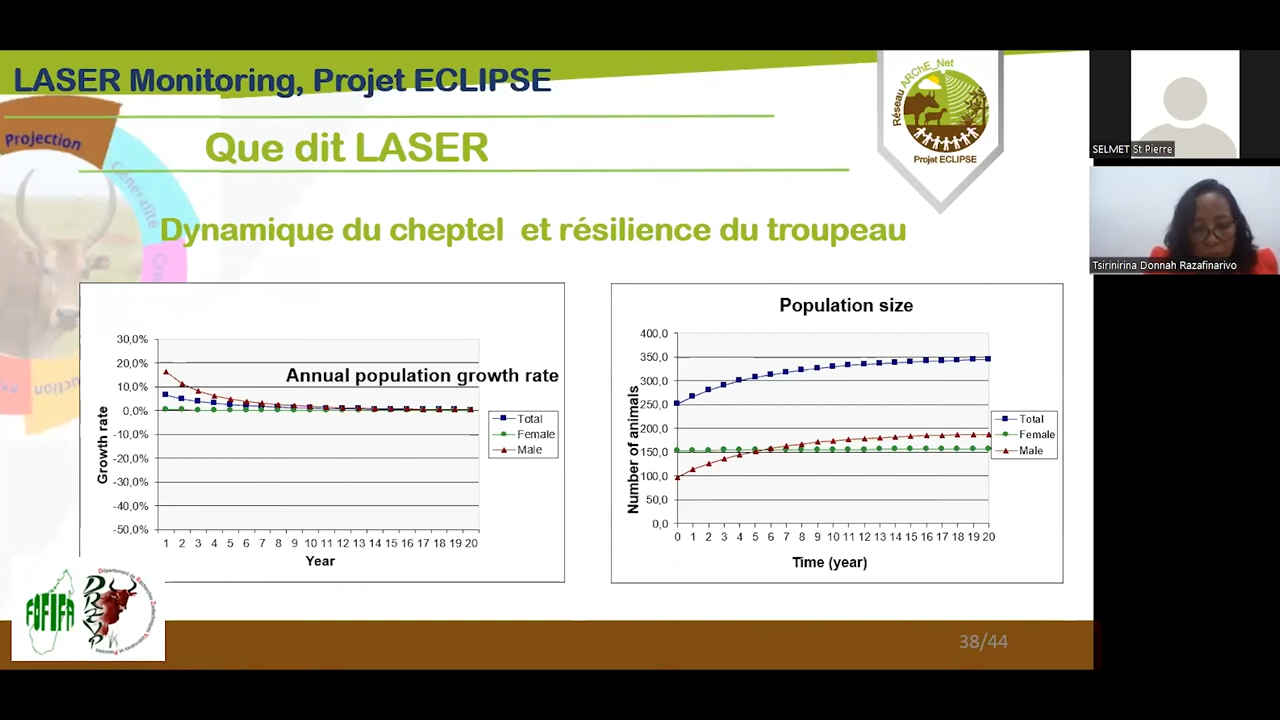 LASER Monitoring, Projet ECLIPSE
Projection
Généralité
Que dit LASER
Réseau ARChE_Net
Projet ECLIPSE
SELMET St Pierre
Tsirinirina Donnah Razafinarivo
Dynamique du cheptel et résilience du troupeau
Annual population growth rate
30,0%
20,0%
10,0%
0,0%
-10,0%
-20,0%
-30,0%
-40,0%
-50,0%
Growth rate
1 2 3 4 5 6 7 8 9 10 11 12 13 14 15 16 17 18 19 20
Year
Total
Female
Male
Population size
400,0
350,0
300,0
250,0
200,0
150,0
100,0
50,0
0,0
Number of animals
0 1 2 3 4 5 6 7 8 9 10 11 12 13 14 15 16 17 18 19 20
Time (year)
Total
Female
Male
FOFIFA
DRZVP
38/44